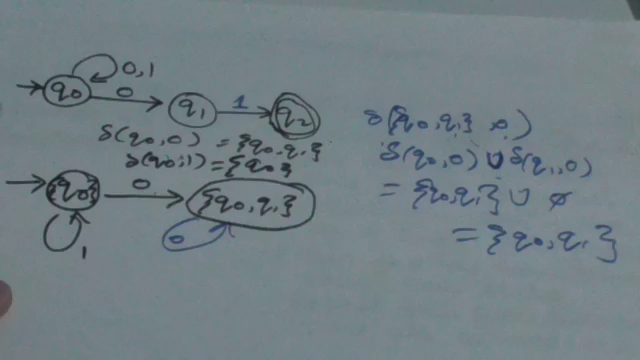 0,1
q0 0 q1 1 q2
δ(q0,0) = {q0,q1}
δ(q0,1) = {q0}
{q0} 0 {q0,q1}
1
0
δ({q0,q1},0)
δ(q0,0) ∪ δ(q1,0)
= {q0,q1} ∪ ∅
= {q0,q1}